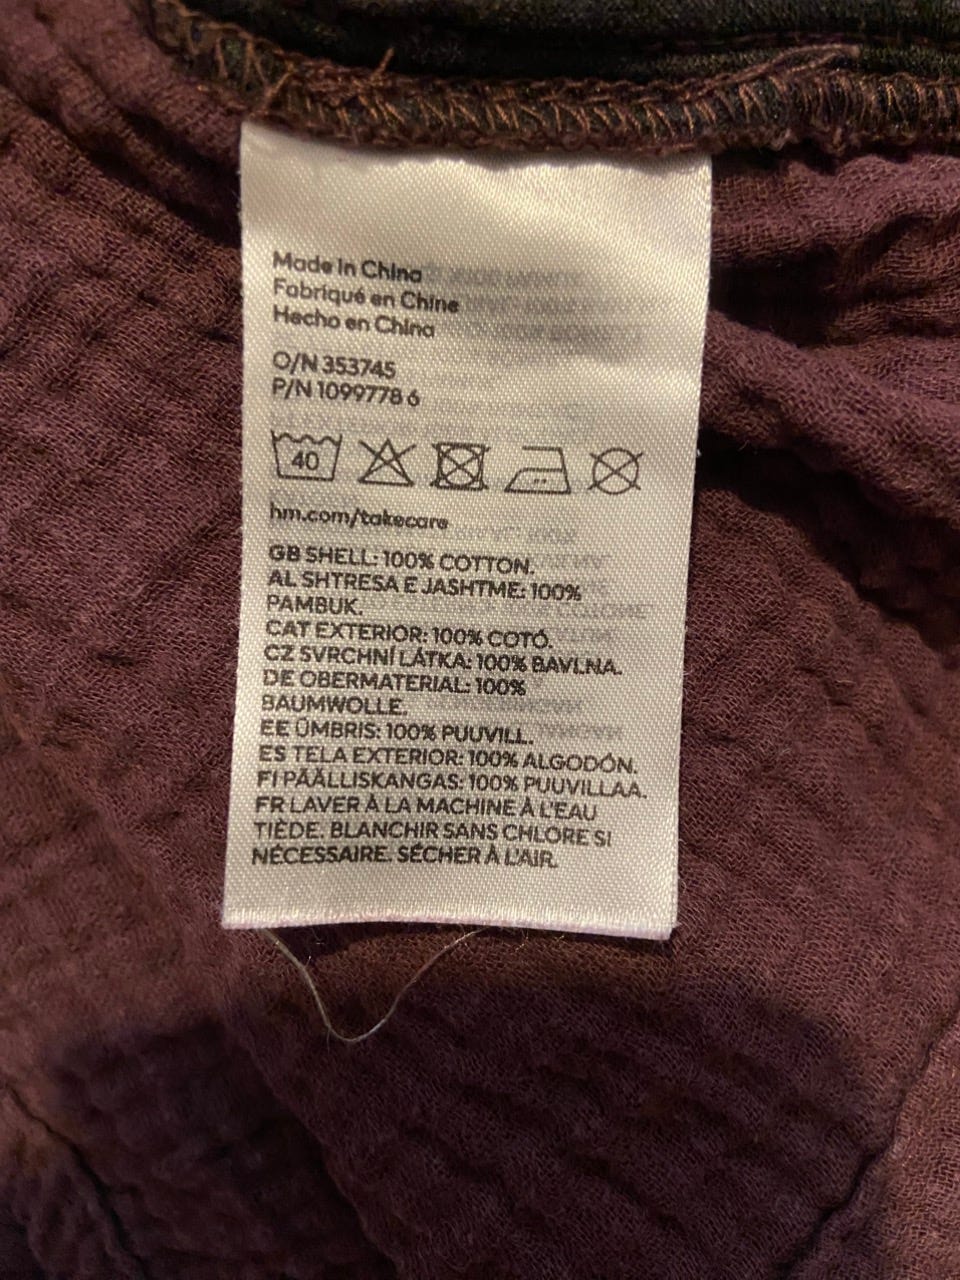 Made in China
Fabriqué en Chine
Hecho en China
O/N 353745
P/N 1099778 6
40
hm.com/takecare
GB SHELL: 100% COTTON.
AL SHTRESA E JASHTME: 100%
PAMBUK.
CAT EXTERIOR: 100% COTÓ.
CZ SVRCHNÍ LÁTKA: 100% BAVLNA.
DE OBERMATERIAL: 100%
BAUMWOLLE.
EE ÜMBRIS: 100% PUUVILL.
ES TELA EXTERIOR: 100% ALGODÓN.
FI PÄÄLLISKANGAS: 100% PUUVILLAA.
FR LAVER À LA MACHINE À L'EAU
TIÈDE. BLANCHIR SANS CHLORE SI
NÉCESSAIRE. SÉCHER À L'AIR.